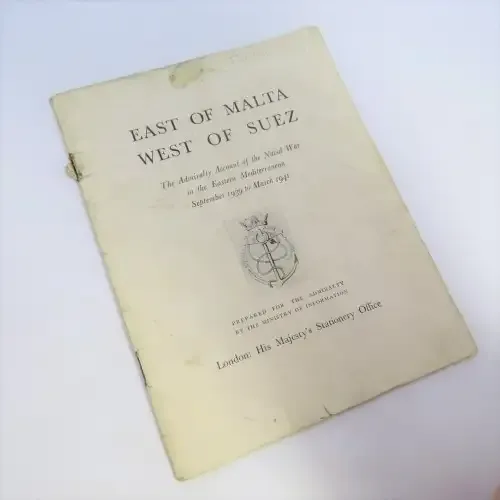 EAST OF MALTA
WEST OF SUEZ
The Admiralty Account of the Naval War
in the Eastern Mediterranean
September 1939 to March 1941
PREPARED FOR THE ADMIRALTY
BY THE MINISTRY OF INFORMATION
London: His Majesty's Stationery Office